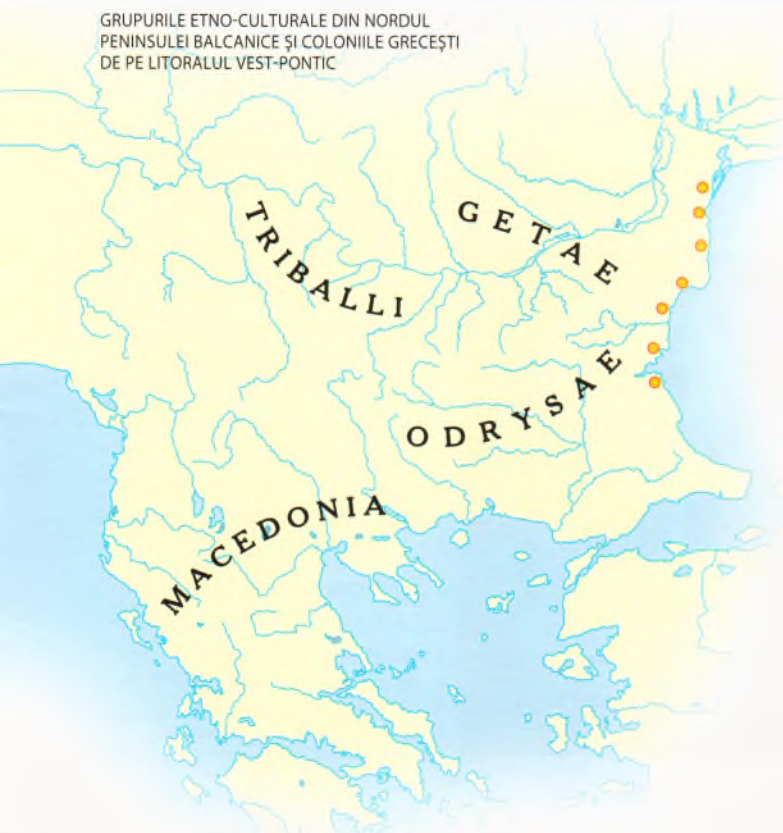 GRUPURILE ETNO-CULTURALE DIN NORDUL
PENINSULEI BALCANICE ȘI COLONIILE GRECEȘTI
DE PE LITORALUL VEST-PONTIC
GETAE
TRIBALLI
ODRYSAE
MACEDONIA